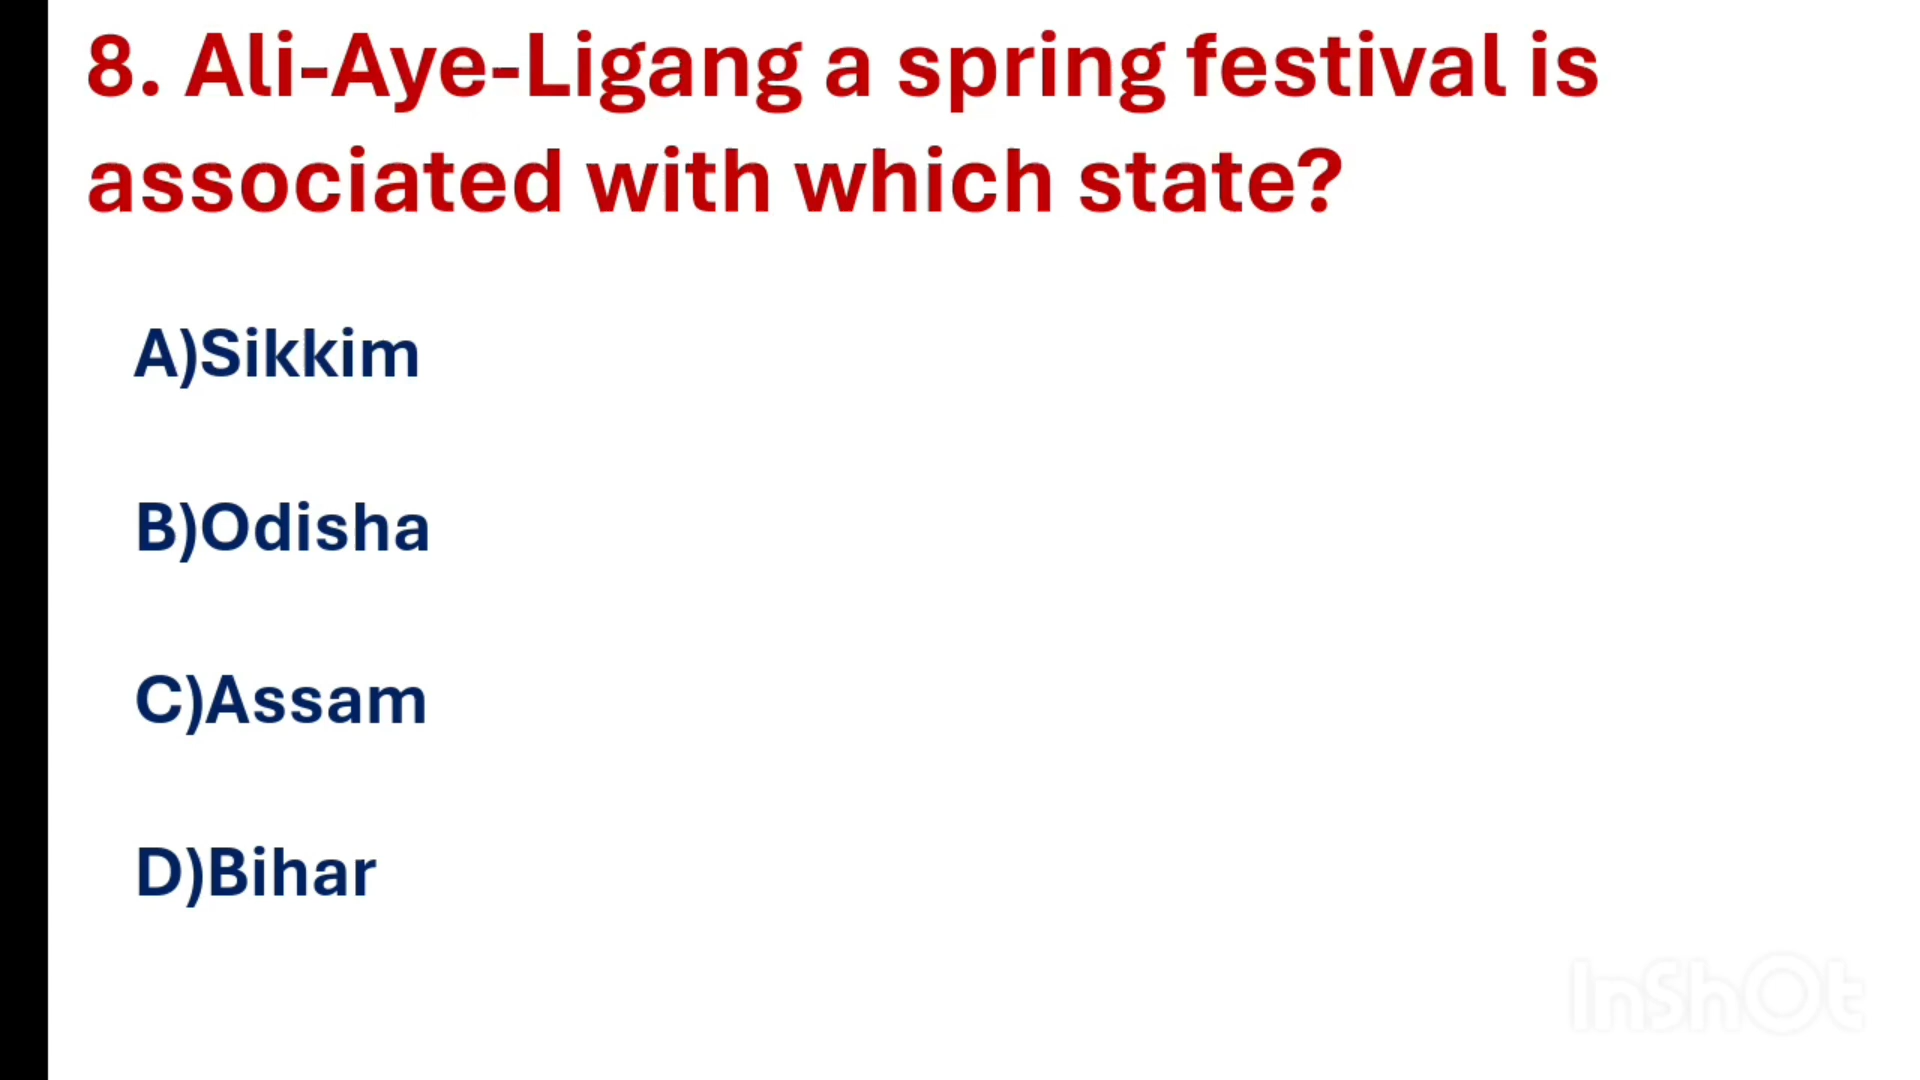 8. Ali-Aye-Ligang a spring festival is
associated with which state?
A)Sikkim
B)Odisha
C)Assam
D)Bihar
InShOt